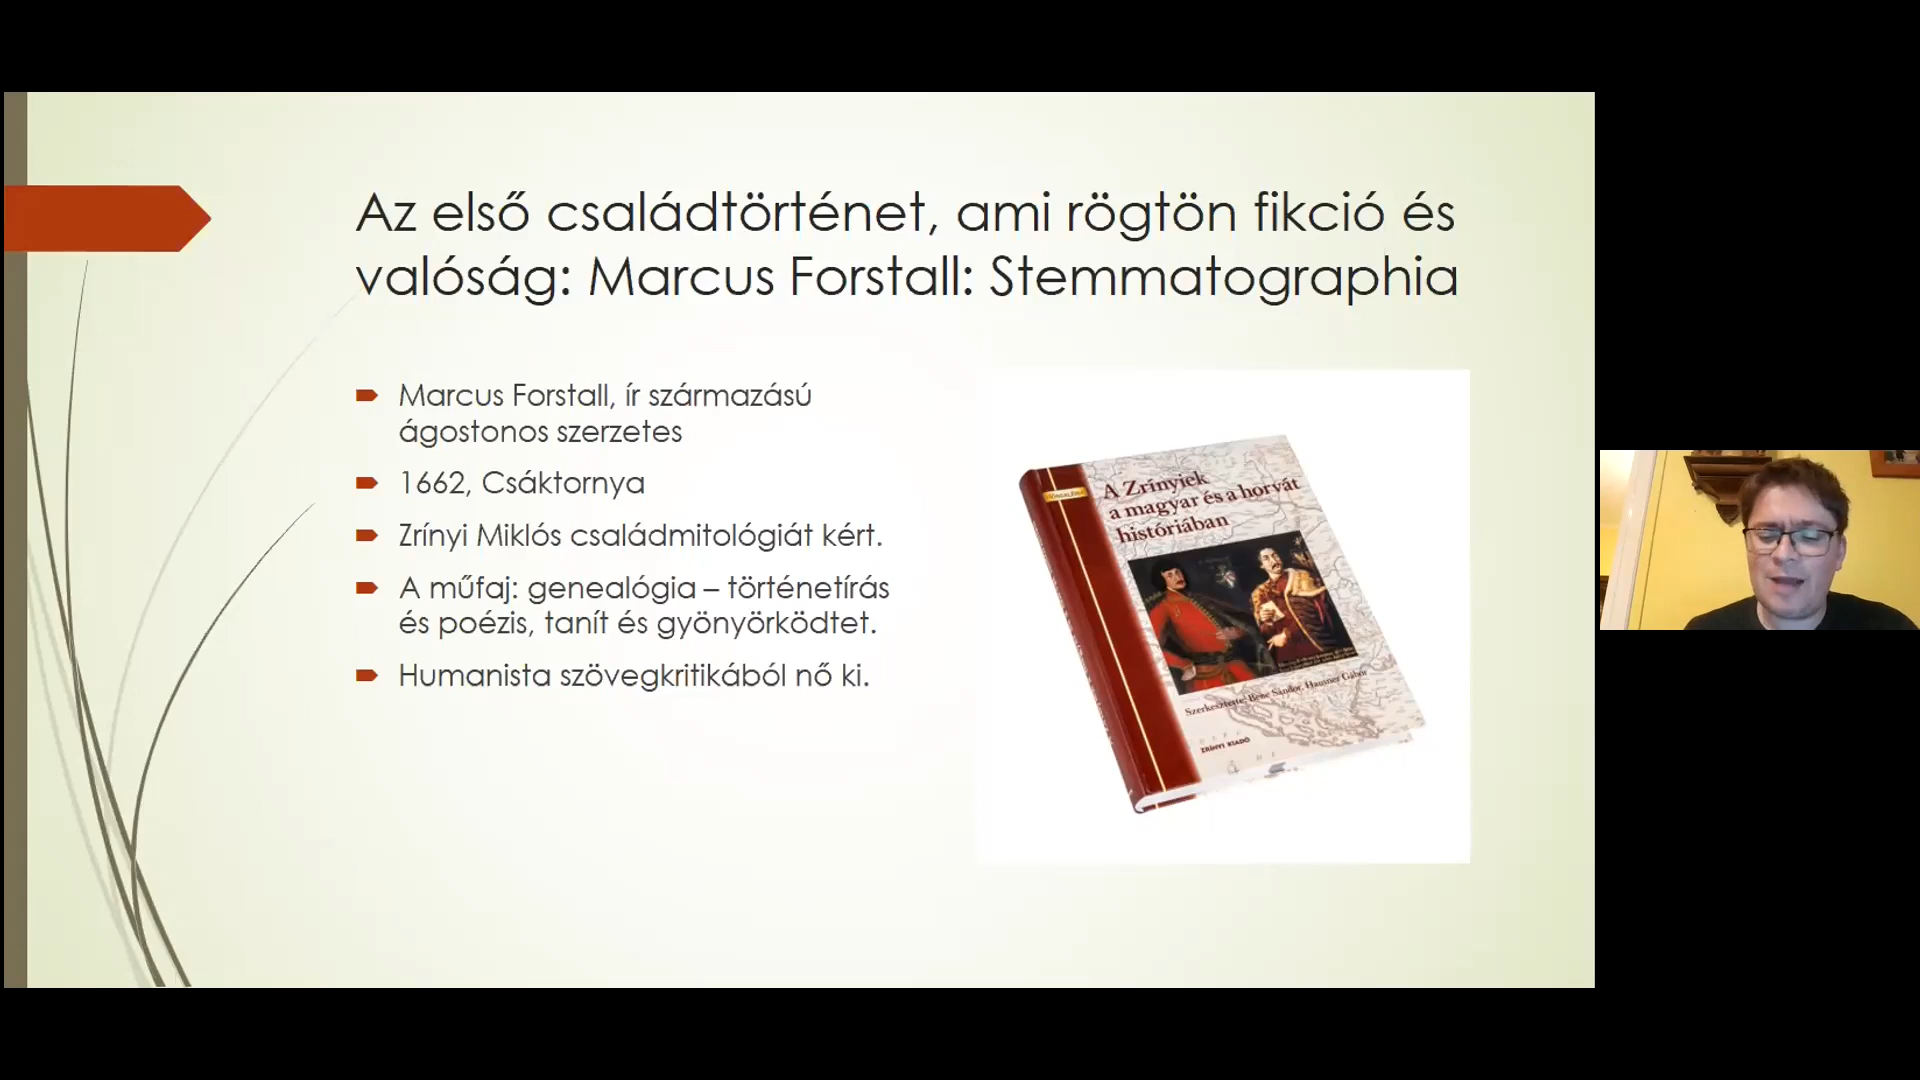 Az első családtörténet, ami rögtön fikció és
valóság: Marcus Forstall: Stemmatographia
Marcus Forstall, ír származású
ágostonos szerzetes
1662, Csáktornya
Zrínyi Miklós családmitológiát kért.
A műfaj: genealógia – történetírás
és poézis, tanít és gyönyörködtet.
Humanista szövegkritikából nő ki.
A Zrínyiek
a magyar és a horvát
históriában
Szerkesztette: Bene Sándor, Hausner Gábor
ZRÍNYI KIADÓ